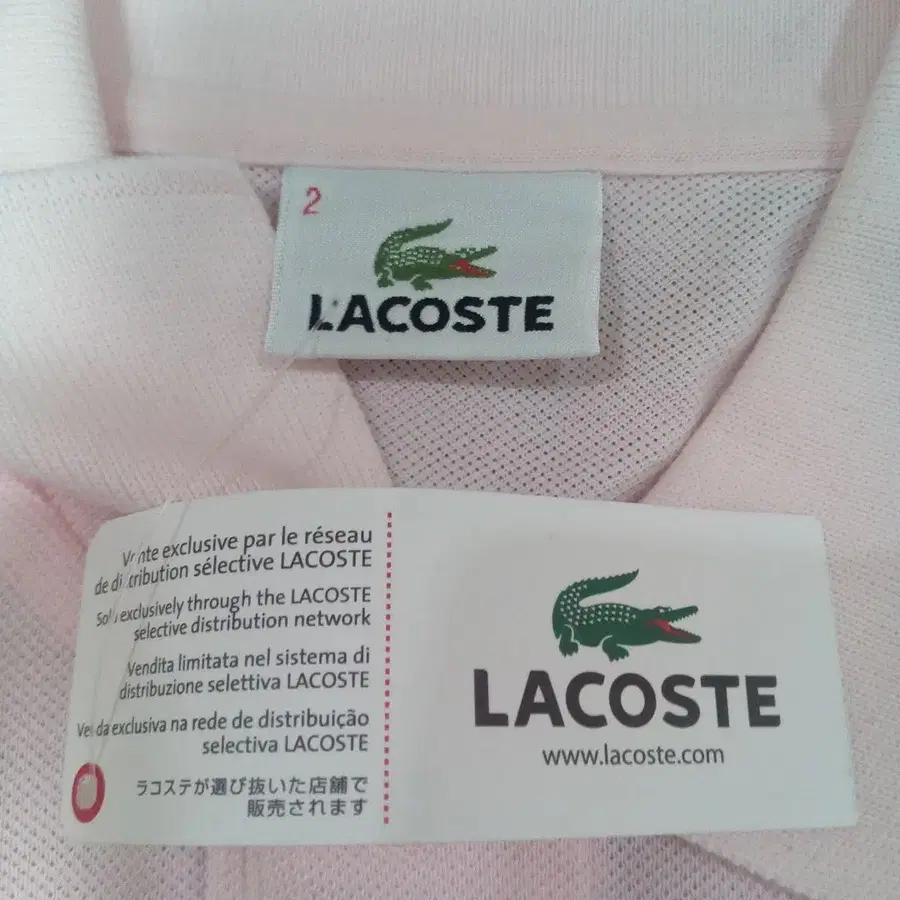 2
LACOSTE
Vente exclusive par le réseau
de distribution sélective LACOSTE
Sold exclusively through the LACOSTE
selective distribution network
Vendita limitata nel sistema di
distribuzione selettiva LACOSTE
Venda exclusiva na rede de distribuição
selectiva LACOSTE
ラコステが選び抜いた店舗で
販売されます
LACOSTE
www.lacoste.com